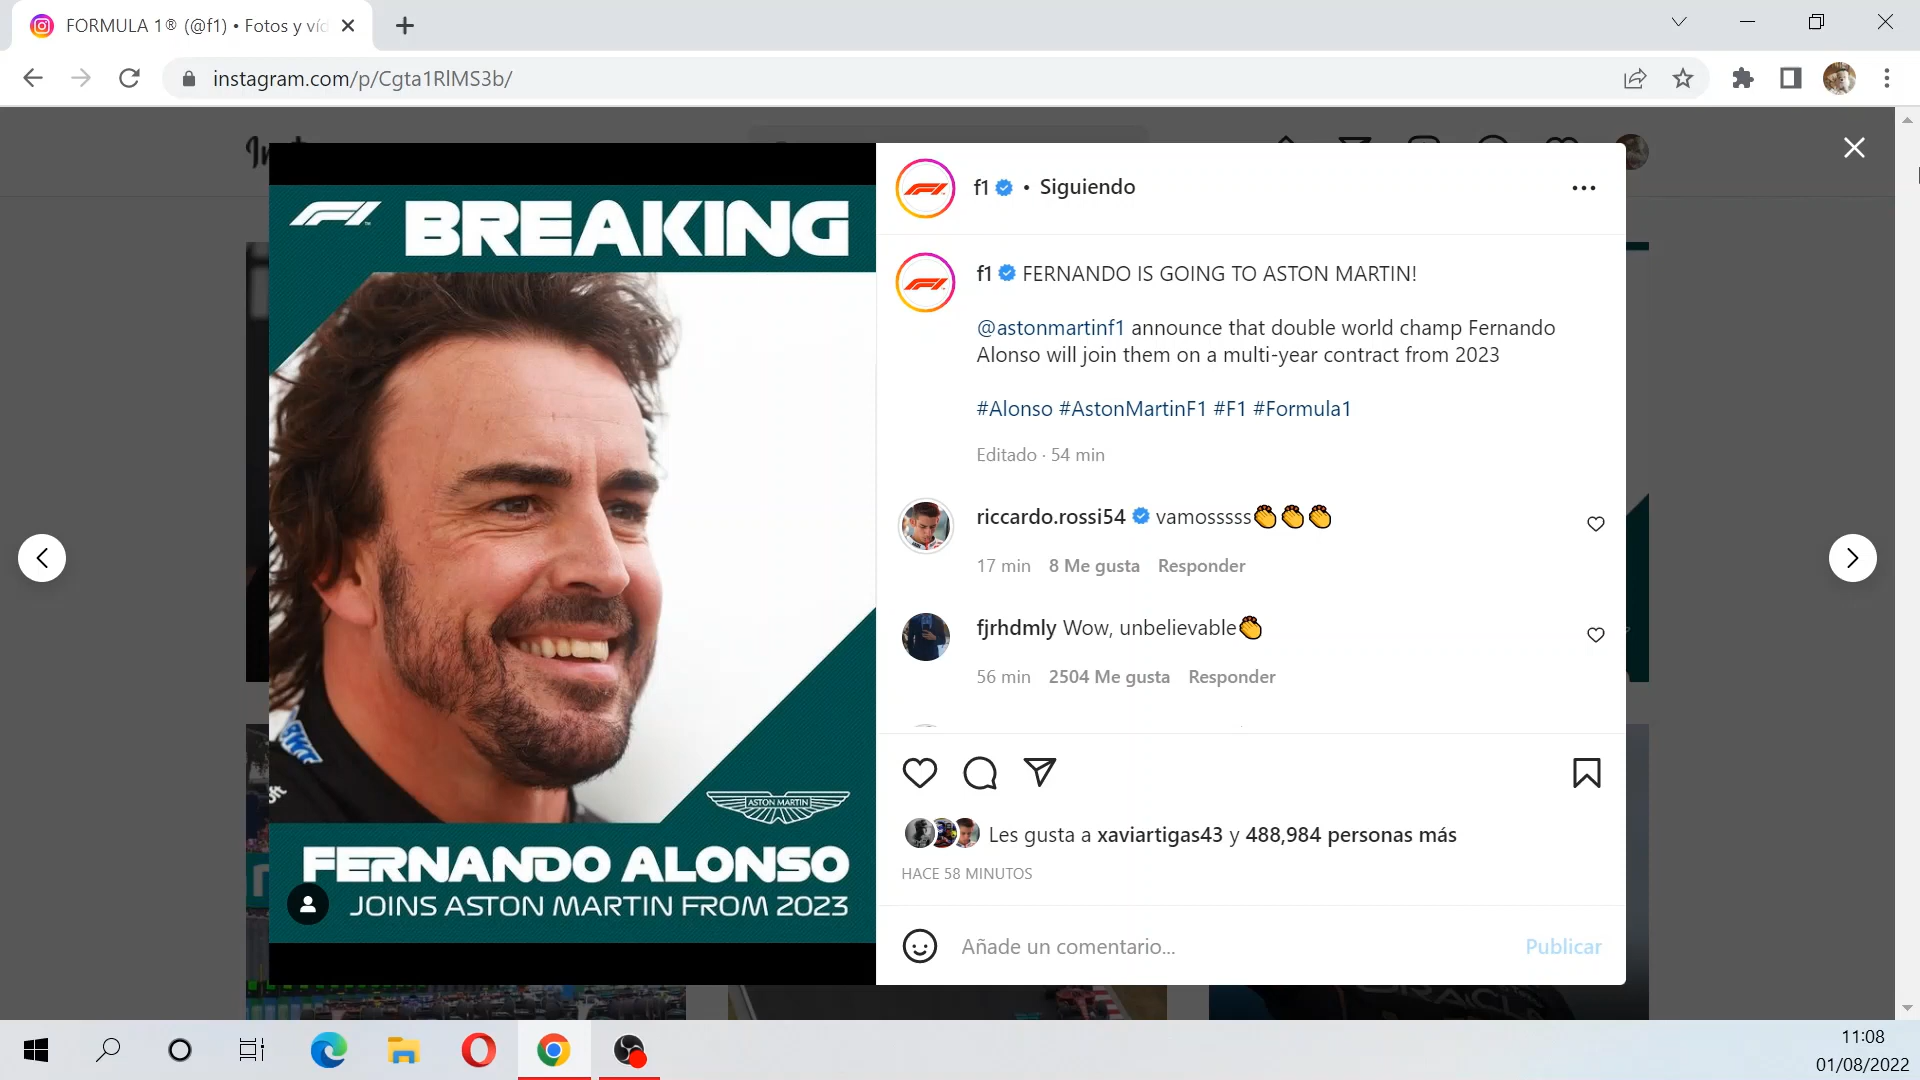 FORMULA 1® (@f1) • Fotos y víd
instagram.com/p/Cgta1RlMS3b/
F1 BREAKING
ASTON MARTIN
FERNANDO ALONSO
JOINS ASTON MARTIN FROM 2023
f1 • Siguiendo
f1 FERNANDO IS GOING TO ASTON MARTIN!
@astonmartinf1 announce that double world champ Fernando
Alonso will join them on a multi-year contract from 2023
#Alonso #AstonMartinF1 #F1 #Formula1
Editado · 54 min
riccardo.rossi54 vamosssss👏👏👏
17 min 8 Me gusta Responder
fjrhdmly Wow, unbelievable👏
56 min 2504 Me gusta Responder
Les gusta a xaviartigas43 y 488,984 personas más
HACE 58 MINUTOS
Añade un comentario...
Publicar
11:08
01/08/2022